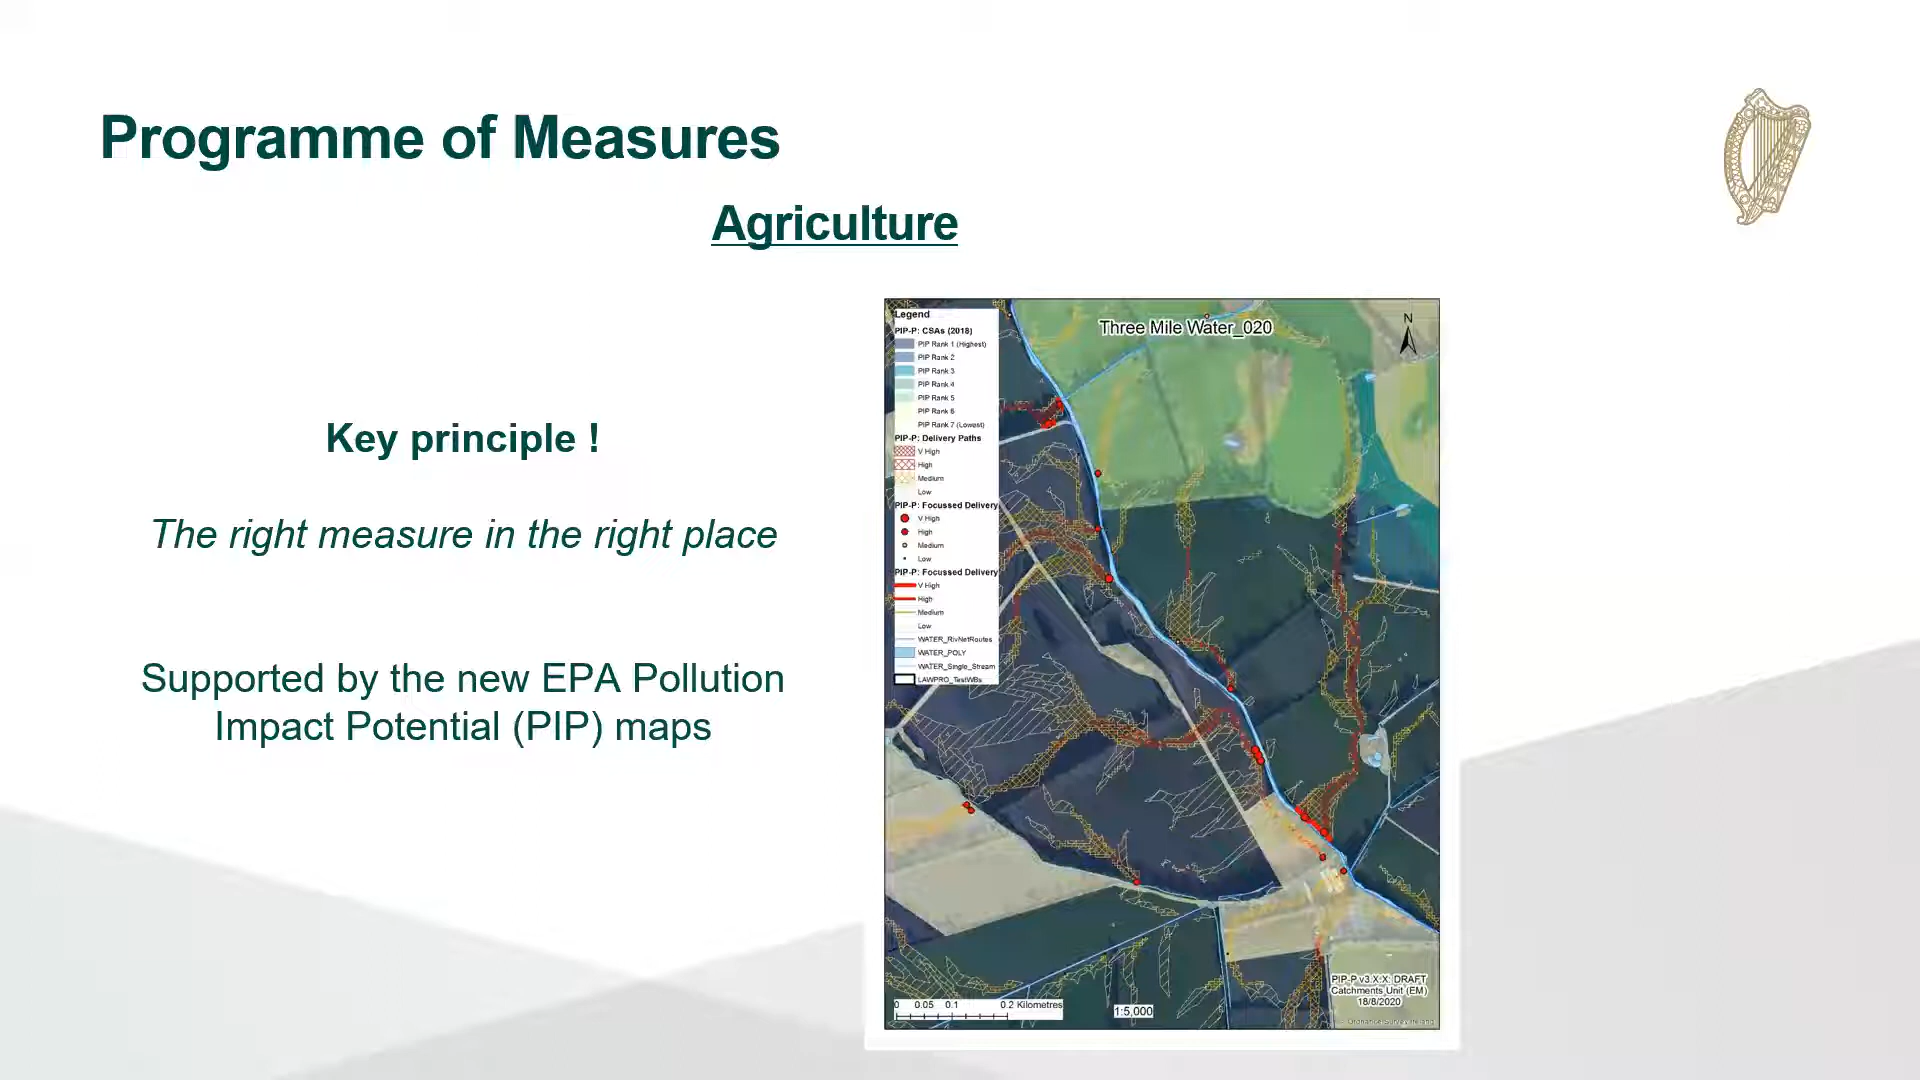 Programme of Measures
Agriculture
Key principle !
The right measure in the right place
Supported by the new EPA Pollution
Impact Potential (PIP) maps
Three Mile Water_020
N
Legend
PIP-P: CSAs (2018)
PIP Rank 1 (Highest)
PIP Rank 2
PIP Rank 3
PIP Rank 4
PIP Rank 5
PIP Rank 6
PIP Rank 7 (Lowest)
PIP-P: Delivery Paths
V High
High
Medium
Low
PIP-P: Focussed Delivery
V High
High
Medium
Low
PIP-P: Focussed Delivery
V High
High
Medium
Low
WATER_RivNetRoutes
WATER_POLY
WATER_Single_Stream
LAWPRO_TestWBs
0 0.05 0.1 0.2 Kilometres
1:5,000
PIP-P v3.X.X: DRAFT
Catchments Unit (EM)
18/8/2020
Ordnance Survey Ireland